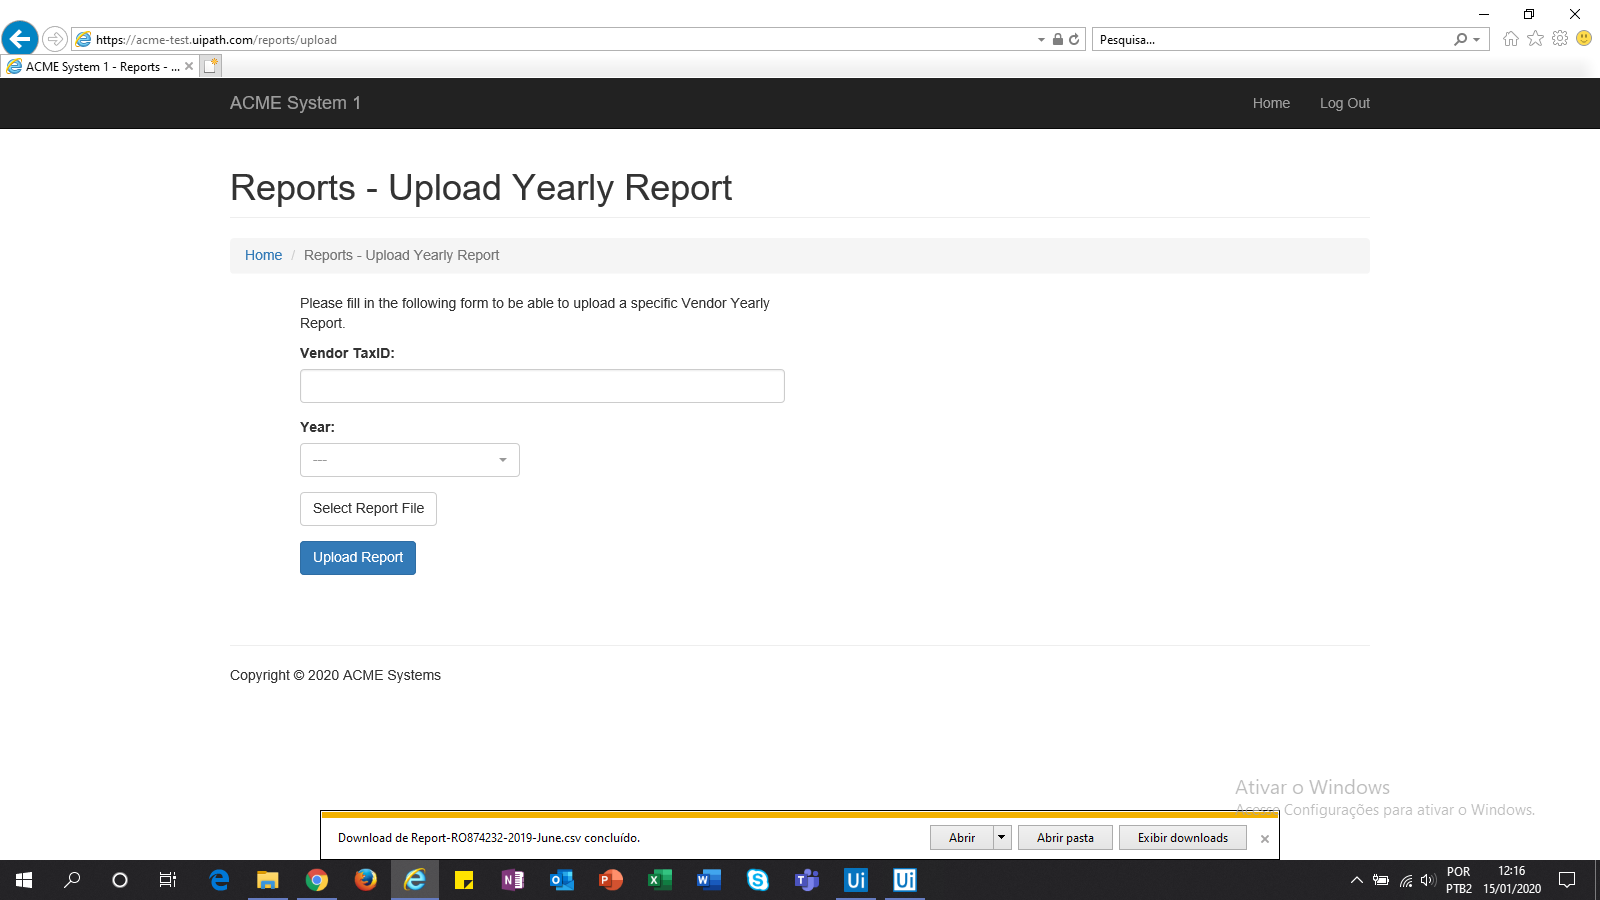 https://acme-test.uipath.com/reports/upload
Pesquisa...
ACME System 1 - Reports - ...
ACME System 1
Home
Log Out
Reports - Upload Yearly Report
Home / Reports - Upload Yearly Report
Please fill in the following form to be able to upload a specific Vendor Yearly
Report.
Vendor TaxID:
Year:
---
Select Report File
Upload Report
Copyright © 2020 ACME Systems
Ativar o Windows
Acesse Configurações para ativar o Windows.
Download de Report-RO874232-2019-June.csv concluído.
Abrir
Abrir pasta
Exibir downloads
POR
PTB2
12:16
15/01/2020